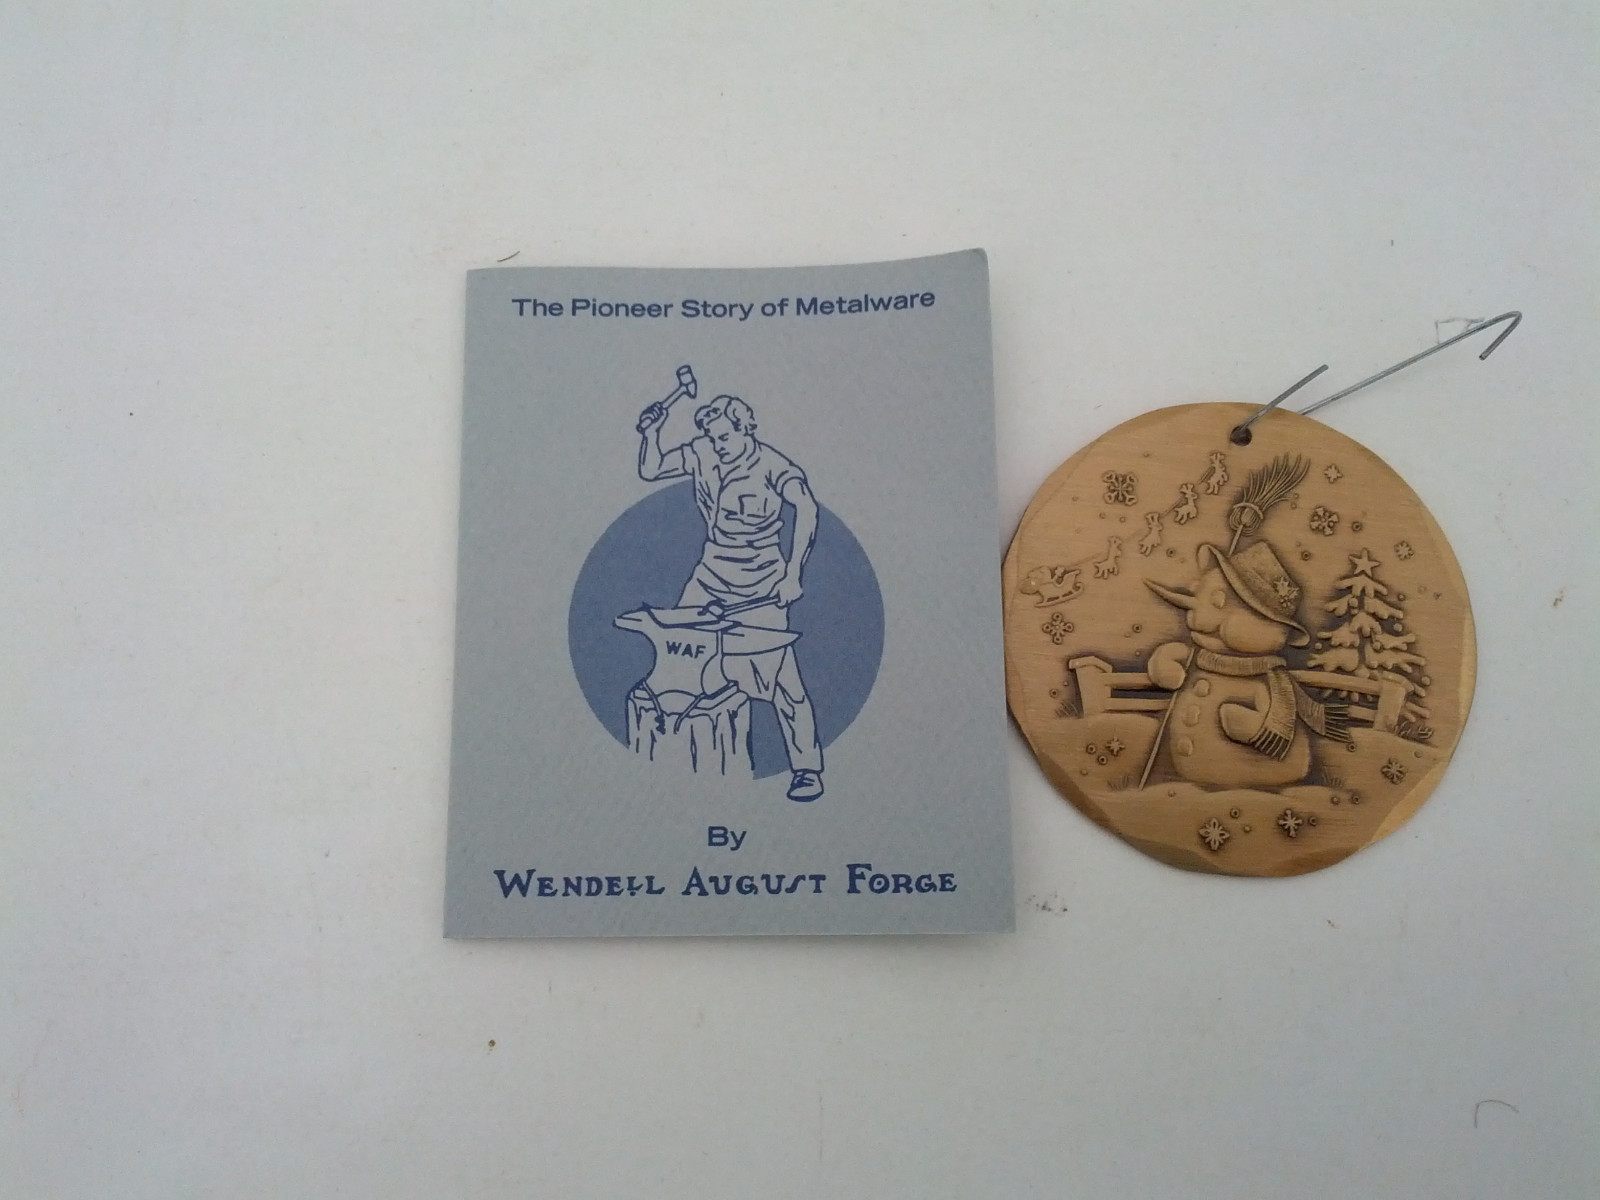 The Pioneer Story of Metalware
WAF
By
WENDELL AUGUST FORGE